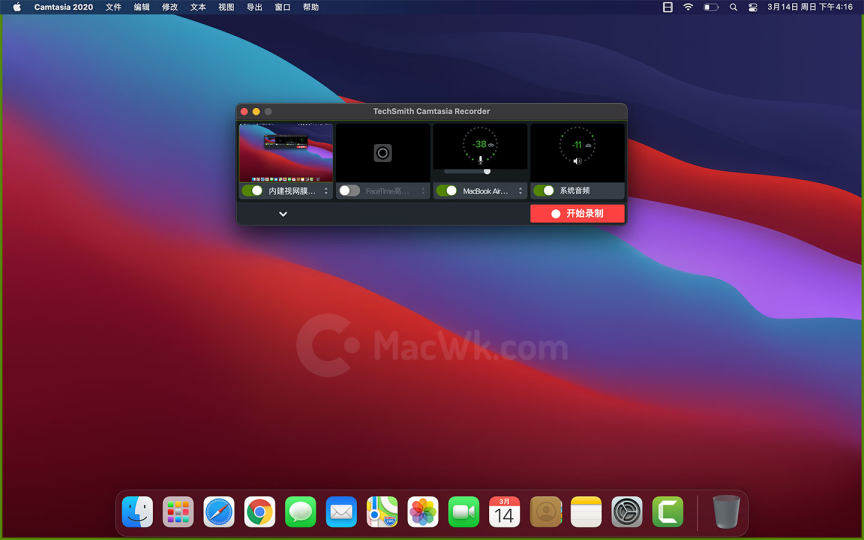 Camtasia 2020 文件 编辑 修改 文本 视图 导出 窗口 帮助 3月14日 周日 下午4:16
TechSmith Camtasia Recorder
-38 -11
内建视网膜... FaceTime高... MacBook Air... 系统音频
开始录制
MacWk.com
3月
14